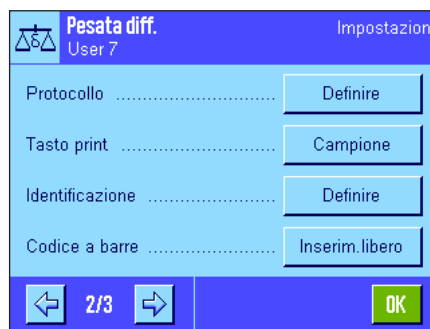 Pesata diff. Impostazion
User 7
Protocollo ............................ Definire
Tasto print ............................. Campione
Identificazione ...................... Definire
Codice a barre ...................... Inserim.libero
2/3 OK